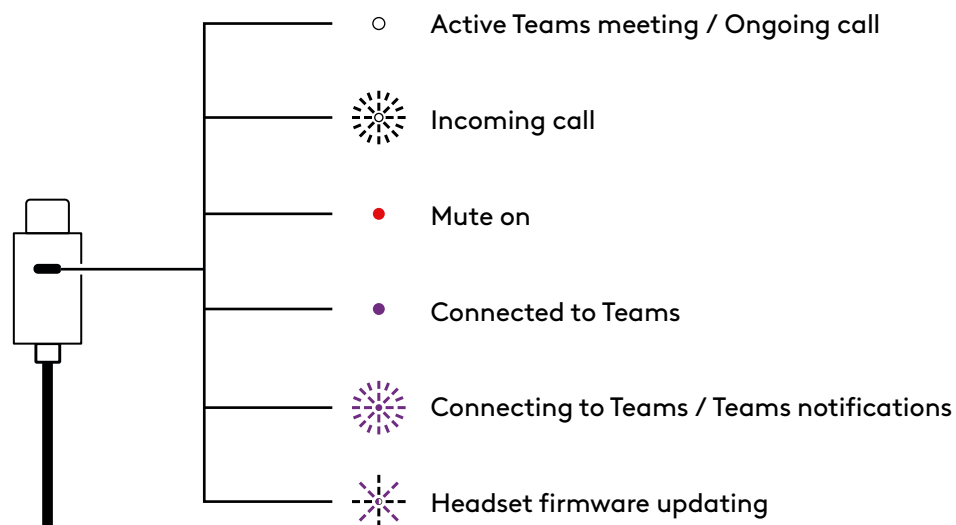 Active Teams meeting / Ongoing call
Incoming call
Mute on
Connected to Teams
Connecting to Teams / Teams notifications
Headset firmware updating